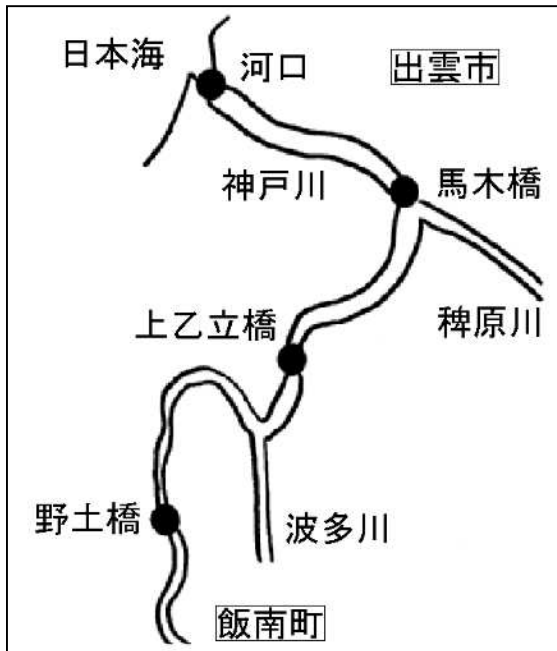 日本海
河口
出雲市
神戸川
馬木橋
稗原川
上乙立橋
野土橋
波多川
飯南町